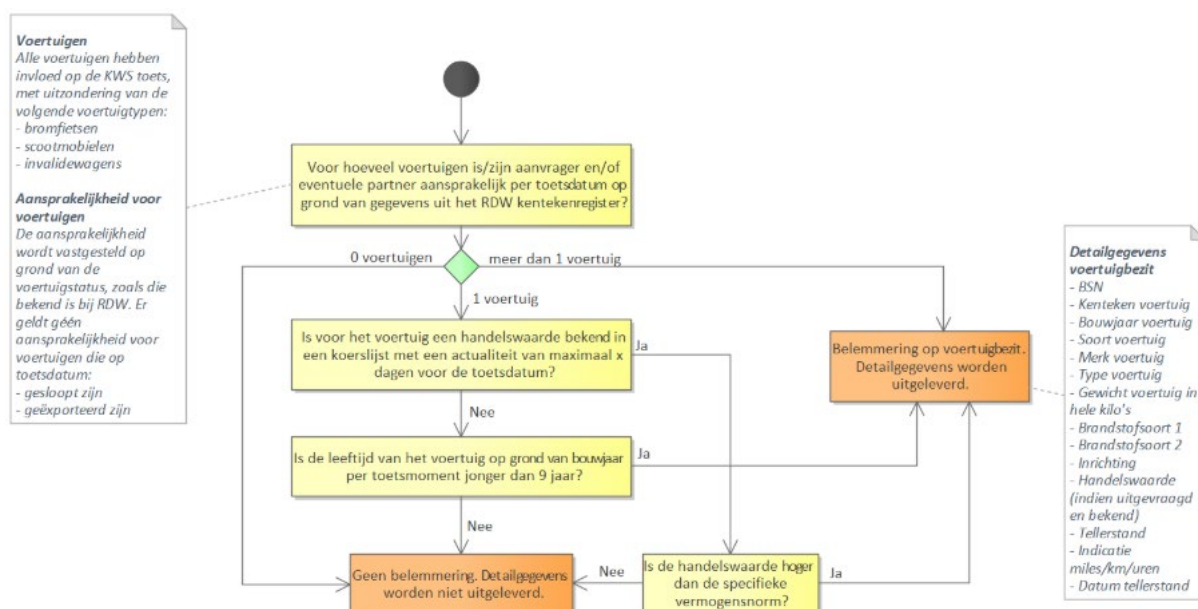 Voertuigen
Alle voertuigen hebben
invloed op de KWS toets,
met uitzondering van de
volgende voertuigtypen:
- bromfietsen
- scootmobielen
- invalidewagens
Aansprakelijkheid voor
voertuigen
De aansprakelijkheid
wordt vastgesteld op
grond van de
voertuigstatus, zoals die
bekend is bij RDW. Er
geldt géén
aansprakelijkheid voor
voertuigen die op
toetsdatum:
- gesloopt zijn
- geëxporteerd zijn
Voor hoeveel voertuigen is/zijn aanvrager en/of
eventuele partner aansprakelijk per toetsdatum op
grond van gegevens uit het RDW kentekenregister?
0 voertuigen
meer dan 1 voertuig
1 voertuig
Is voor het voertuig een handelswaarde bekend in
een koerslijst met een actualiteit van maximaal x
dagen voor de toetsdatum?
Ja
Nee
Is de leeftijd van het voertuig op grond van bouwjaar
per toetsmoment jonger dan 9 jaar?
Ja
Nee
Geen belemmering. Detailgegevens
worden niet uitgeleverd.
Nee
Is de handelswaarde hoger
dan de specifieke
vermogensnorm?
Ja
Belemmering op voertuigbezit.
Detailgegevens worden
uitgeleverd.
Detailgegevens
voertuigbezit
- BSN
- Kenteken voertuig
- Bouwjaar voertuig
- Soort voertuig
- Merk voertuig
- Type voertuig
- Gewicht voertuig in
hele kilo's
- Brandstofsoort 1
- Brandstofsoort 2
- Inrichting
- Handelswaarde
(indien uitgevraagd
en bekend)
- Tellerstand
- Indicatie
miles/km/uren
- Datum tellerstand